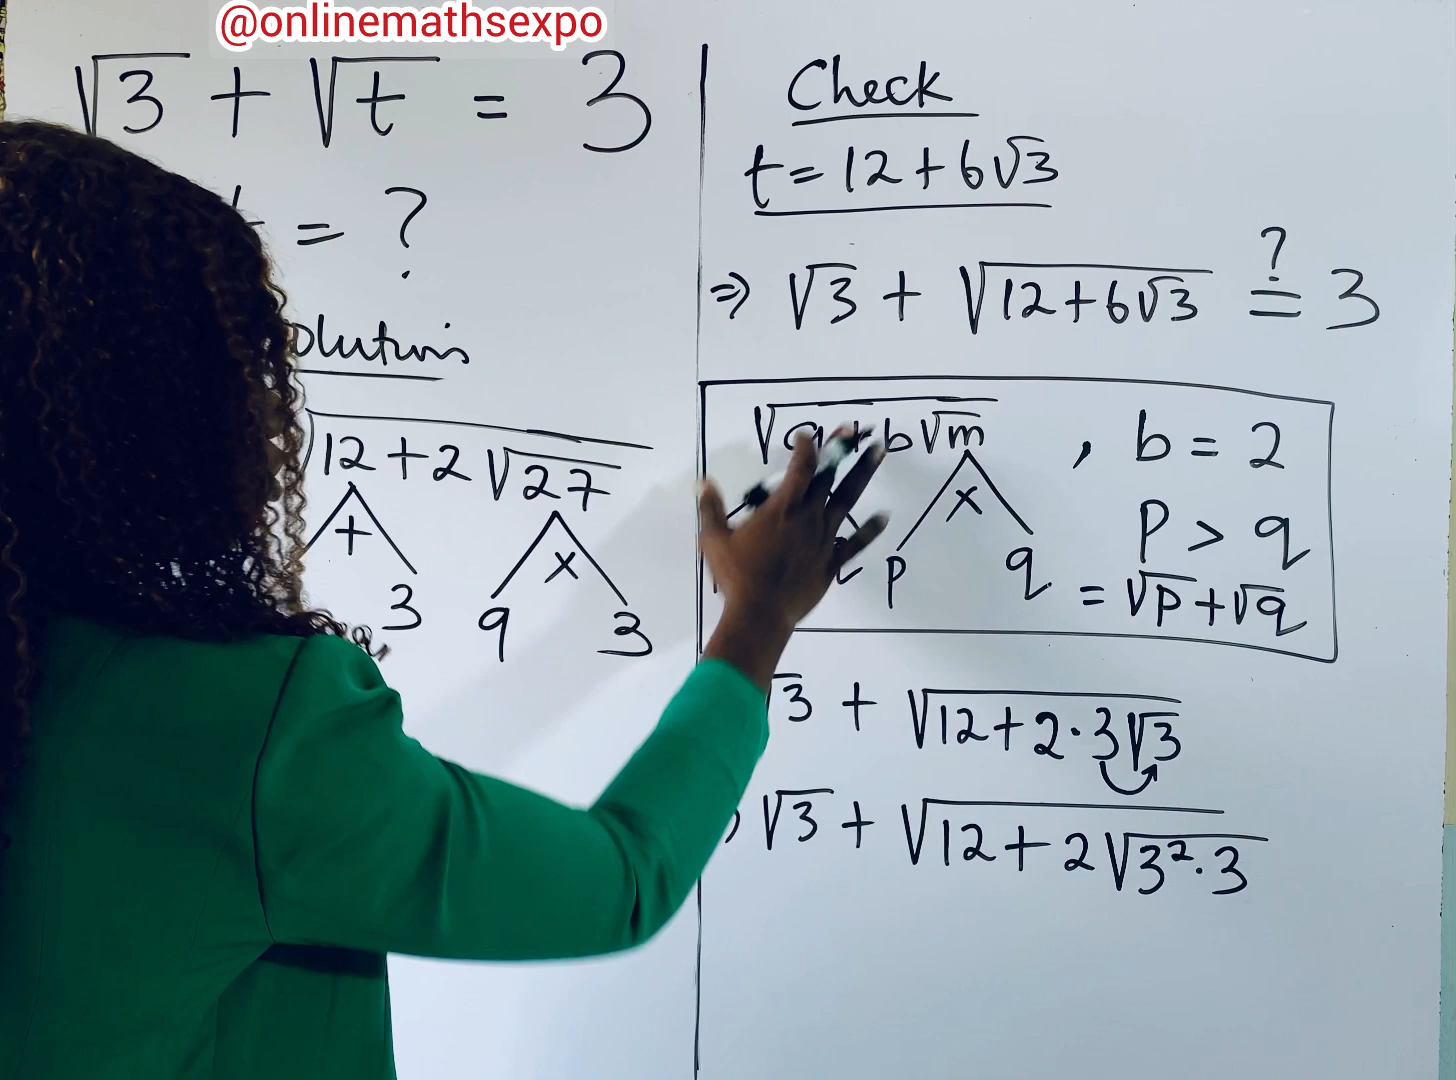 @onlinemathsexpo
√3 + √t = 3
t = ?
olutions
√12+2√27
+
3
×
9 3
Check
t = 12+6√3
⇒ √3 + √12+6√3 ?= 3
√a+b√m , b = 2
×
p q
p > q
= √p+√q
√3 + √12+2·3√3
√3 + √12+2√3²·3